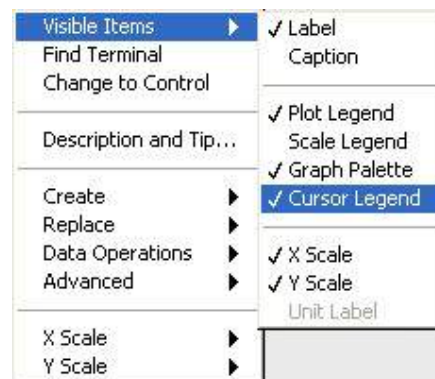 Visible Items
Find Terminal
Change to Control
Description and Tip...
Create
Replace
Data Operations
Advanced
X Scale
Y Scale
Label
Caption
Plot Legend
Scale Legend
Graph Palette
Cursor Legend
X Scale
Y Scale
Unit Label